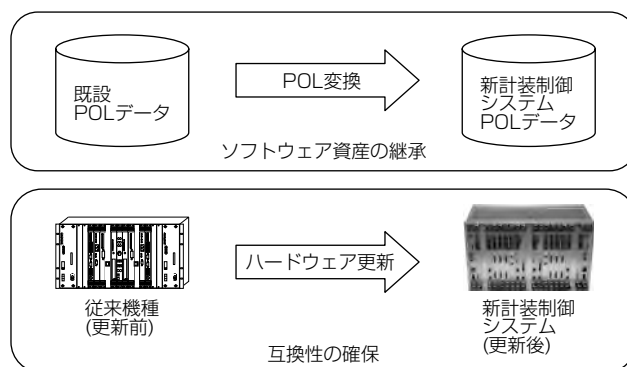 既設
POLデータ
POL変換
新計装制御
システム
POLデータ
ソフトウェア資産の継承
従来機種
(更新前)
ハードウェア更新
新計装制御
システム
(更新後)
互換性の確保